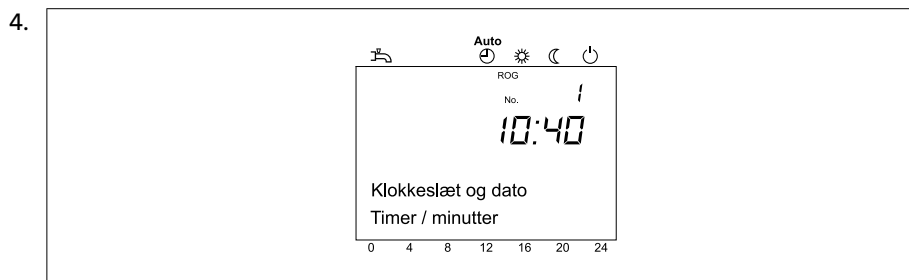 4.
Auto
ROG
No. 1
10:40
Klokkeslæt og dato
Timer / minutter
0 4 8 12 16 20 24